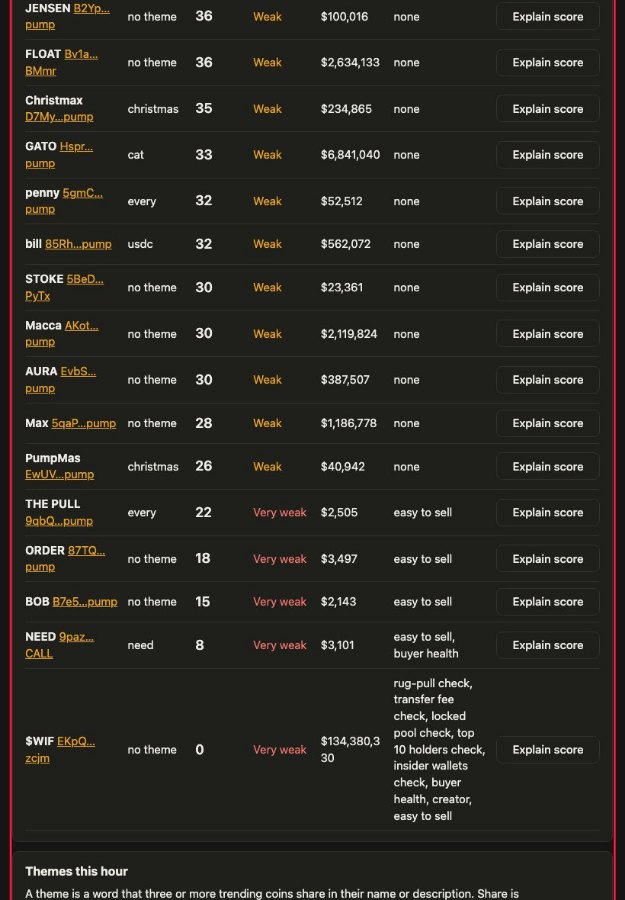 JENSEN B2Yp... pump no theme 36 Weak $100,016 none Explain score
FLOAT Bv1a... BMmr no theme 36 Weak $2,634,133 none Explain score
Christmax D7My...pump christmas 35 Weak $234,865 none Explain score
GATO Hspr... pump cat 33 Weak $6,841,040 none Explain score
penny 5gmC... pump every 32 Weak $52,512 none Explain score
bill 85Rh...pump usdc 32 Weak $562,072 none Explain score
STOKE 5BeD... PyTx no theme 30 Weak $23,361 none Explain score
Macca AKot... pump no theme 30 Weak $2,119,824 none Explain score
AURA EvbS... pump no theme 30 Weak $387,507 none Explain score
Max 5qaP...pump no theme 28 Weak $1,186,778 none Explain score
PumpMas EwUV...pump christmas 26 Weak $40,942 none Explain score
THE PULL 9qbQ...pump every 22 Very weak $2,505 easy to sell Explain score
ORDER 87TQ... pump no theme 18 Very weak $3,497 easy to sell Explain score
BOB B7e5...pump no theme 15 Very weak $2,143 easy to sell Explain score
NEED 9paz... CALL need 8 Very weak $3,101 easy to sell, buyer health Explain score
$WIF EKpQ... zcjm no theme 0 Very weak $134,380,330 rug-pull check, transfer fee check, locked pool check, top 10 holders check, insider wallets check, buyer health, creator, easy to sell Explain score
Themes this hour
A theme is a word that three or more trending coins share in their name or description. Share is